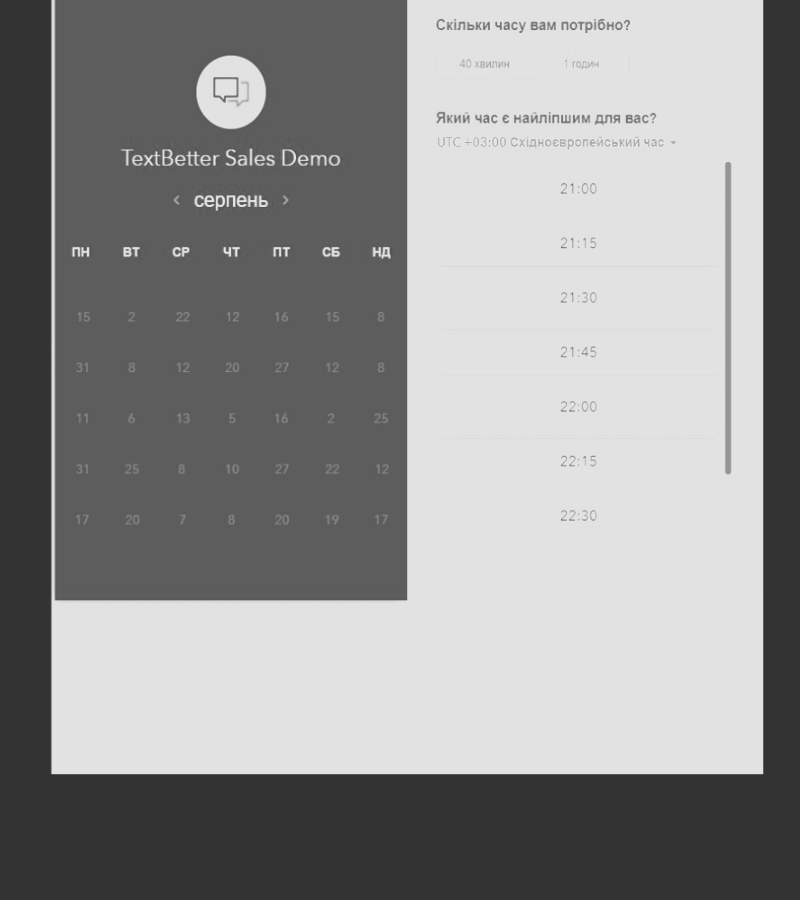 TextBetter Sales Demo
‹ серпень ›
ПН ВТ СР ЧТ ПТ СБ НД
15 2 22 12 16 15 8
31 8 12 20 27 12 8
11 6 13 5 16 2 25
31 25 8 10 27 22 12
17 20 7 8 20 19 17
Скільки часу вам потрібно?
40 хвилин 1 годин
Який час є найліпшим для вас?
UTC +03:00 Східноєвропейський час
21:00
21:15
21:30
21:45
22:00
22:15
22:30